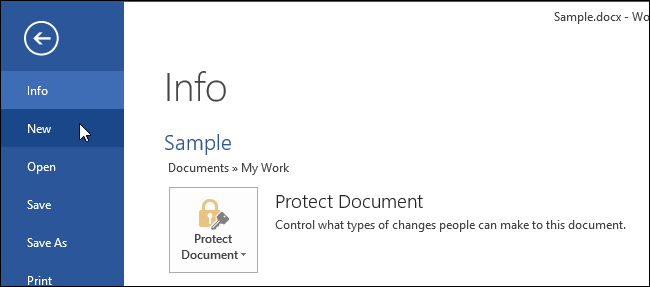 Sample.docx - Wo
Info
New
Open
Save
Save As
Print
Info
Sample
Documents » My Work
Protect
Document
Protect Document
Control what types of changes people can make to this document.